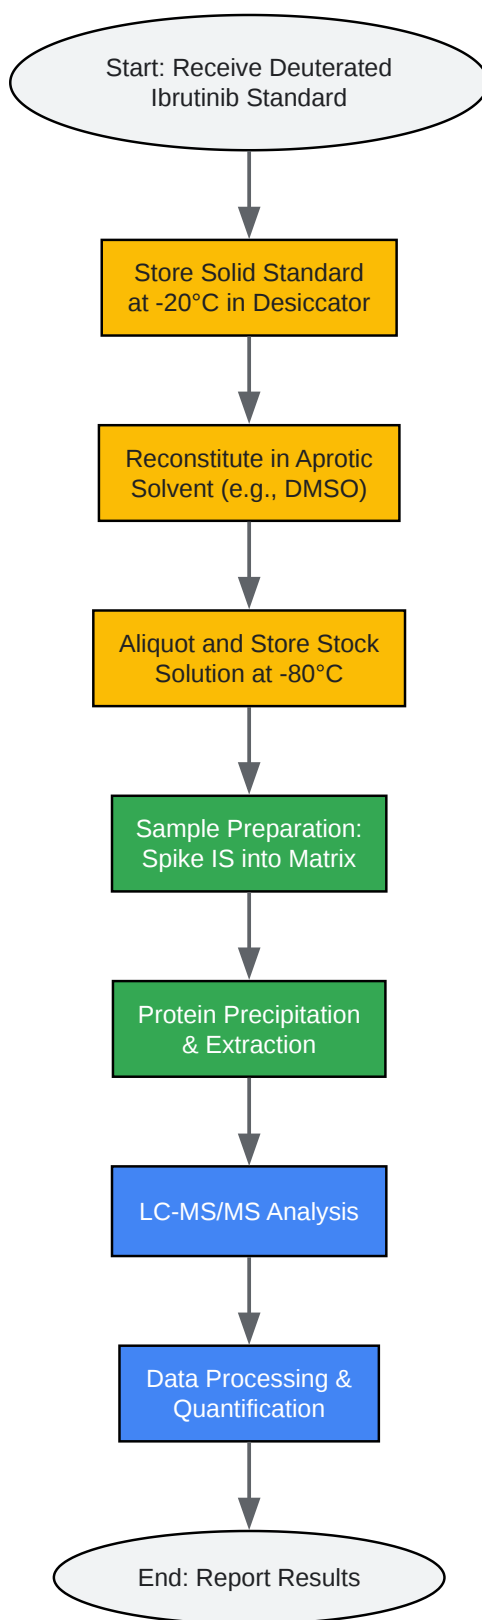 Start: Receive Deuterated
Ibrutinib Standard
Store Solid Standard
at -20°C in Desiccator
Reconstitute in Aprotic
Solvent (e.g., DMSO)
Aliquot and Store Stock
Solution at -80°C
Sample Preparation:
Spike IS into Matrix
Protein Precipitation
& Extraction
LC-MS/MS Analysis
Data Processing &
Quantification
End: Report Results